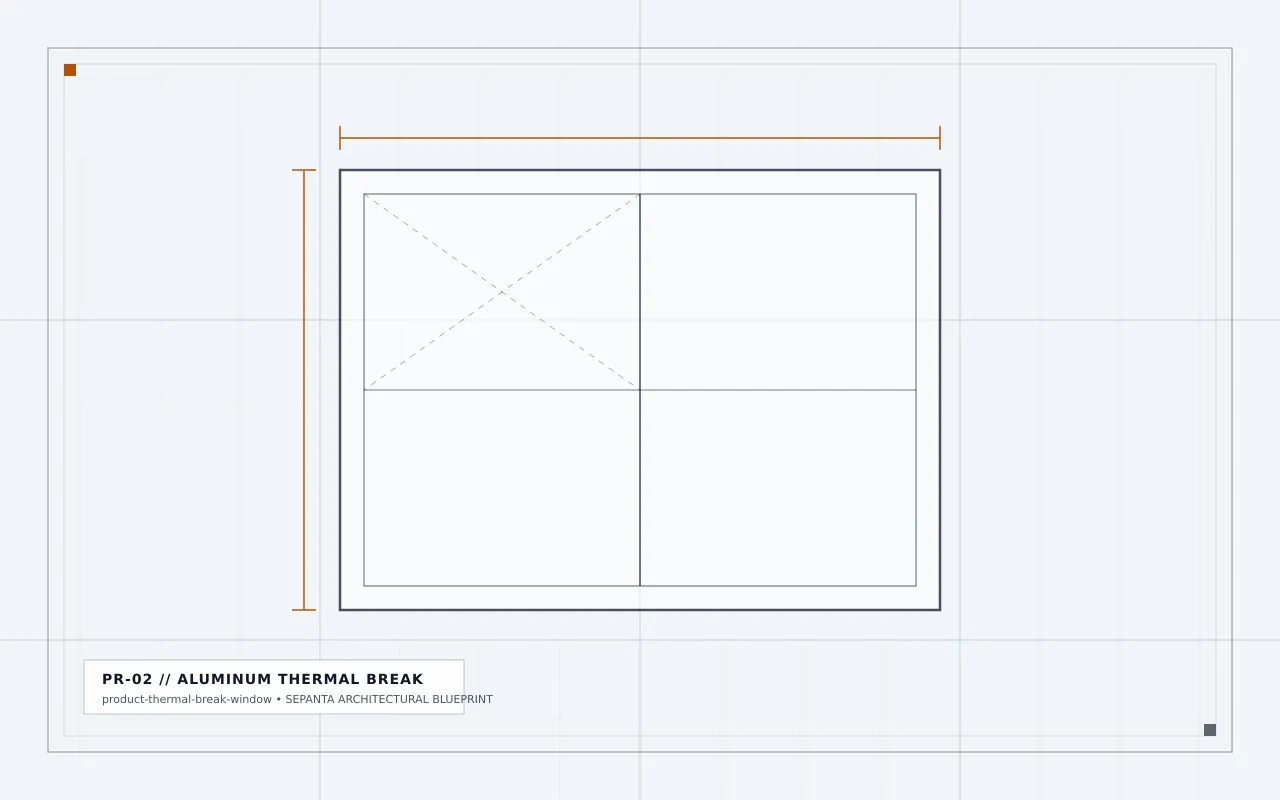 PR-02 // ALUMINUM THERMAL BREAK
product-thermal-break-window • SEPANTA ARCHITECTURAL BLUEPRINT